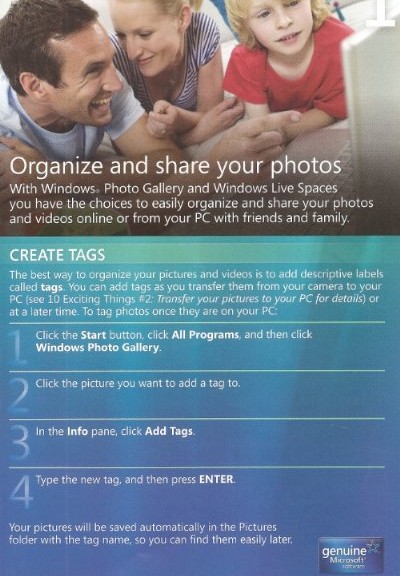 1
Organize and share your photos
With Windows® Photo Gallery and Windows Live Spaces
you have the choices to easily organize and share your photos
and videos online or from your PC with friends and family.
CREATE TAGS
The best way to organize your pictures and videos is to add descriptive labels
called tags. You can add tags as you transfer them from your camera to your
PC (see 10 Exciting Things #2: Transfer your pictures to your PC for details) or
at a later time. To tag photos once they are on your PC:
1 Click the Start button, click All Programs, and then click
Windows Photo Gallery.
2 Click the picture you want to add a tag to.
3 In the Info pane, click Add Tags.
4 Type the new tag, and then press ENTER.
Your pictures will be saved automatically in the Pictures
folder with the tag name, so you can find them easily later.
genuine
Microsoft
software